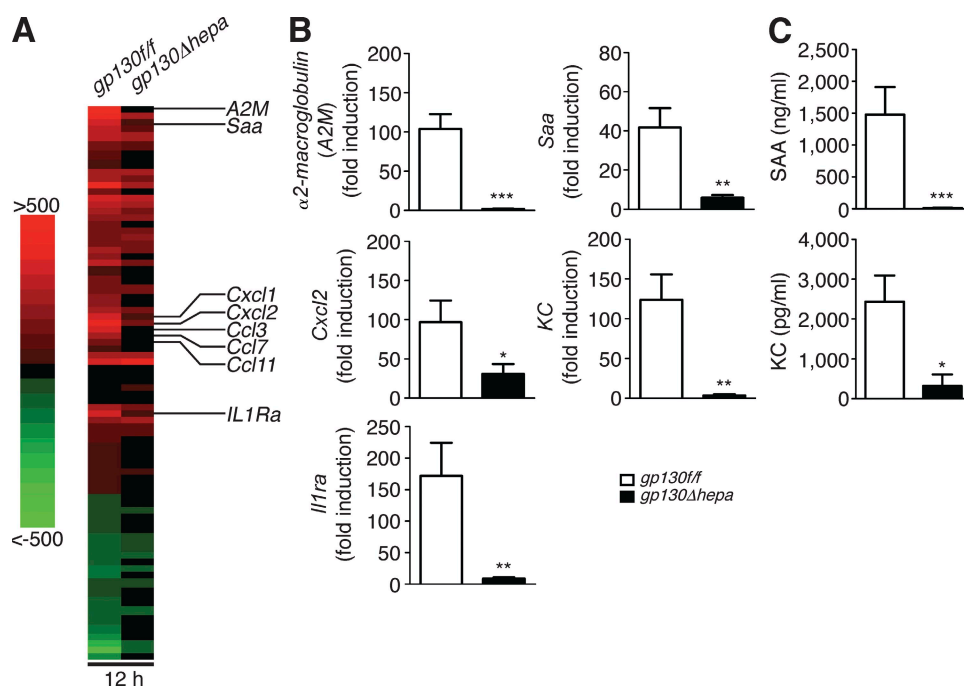 A
gp130f/f
gp130Δhepa
A2M
Saa
>500
<-500
Cxcl1
Cxcl2
Ccl3
Ccl7
Ccl11
IL1Ra
12 h
B
α2-macroglobulin
(A2M)
(fold induction)
200
150
100
50
0
***
Saa
(fold induction)
80
60
40
20
0
**
Cxcl2
(fold induction)
200
150
100
50
0
*
KC
(fold induction)
200
150
100
50
0
**
Il1ra
(fold induction)
250
200
150
100
50
0
**
gp130f/f
gp130Δhepa
C
SAA (ng/ml)
2,500
2,000
1,500
1,000
500
0
***
KC (pg/ml)
4,000
3,000
2,000
1,000
0
*